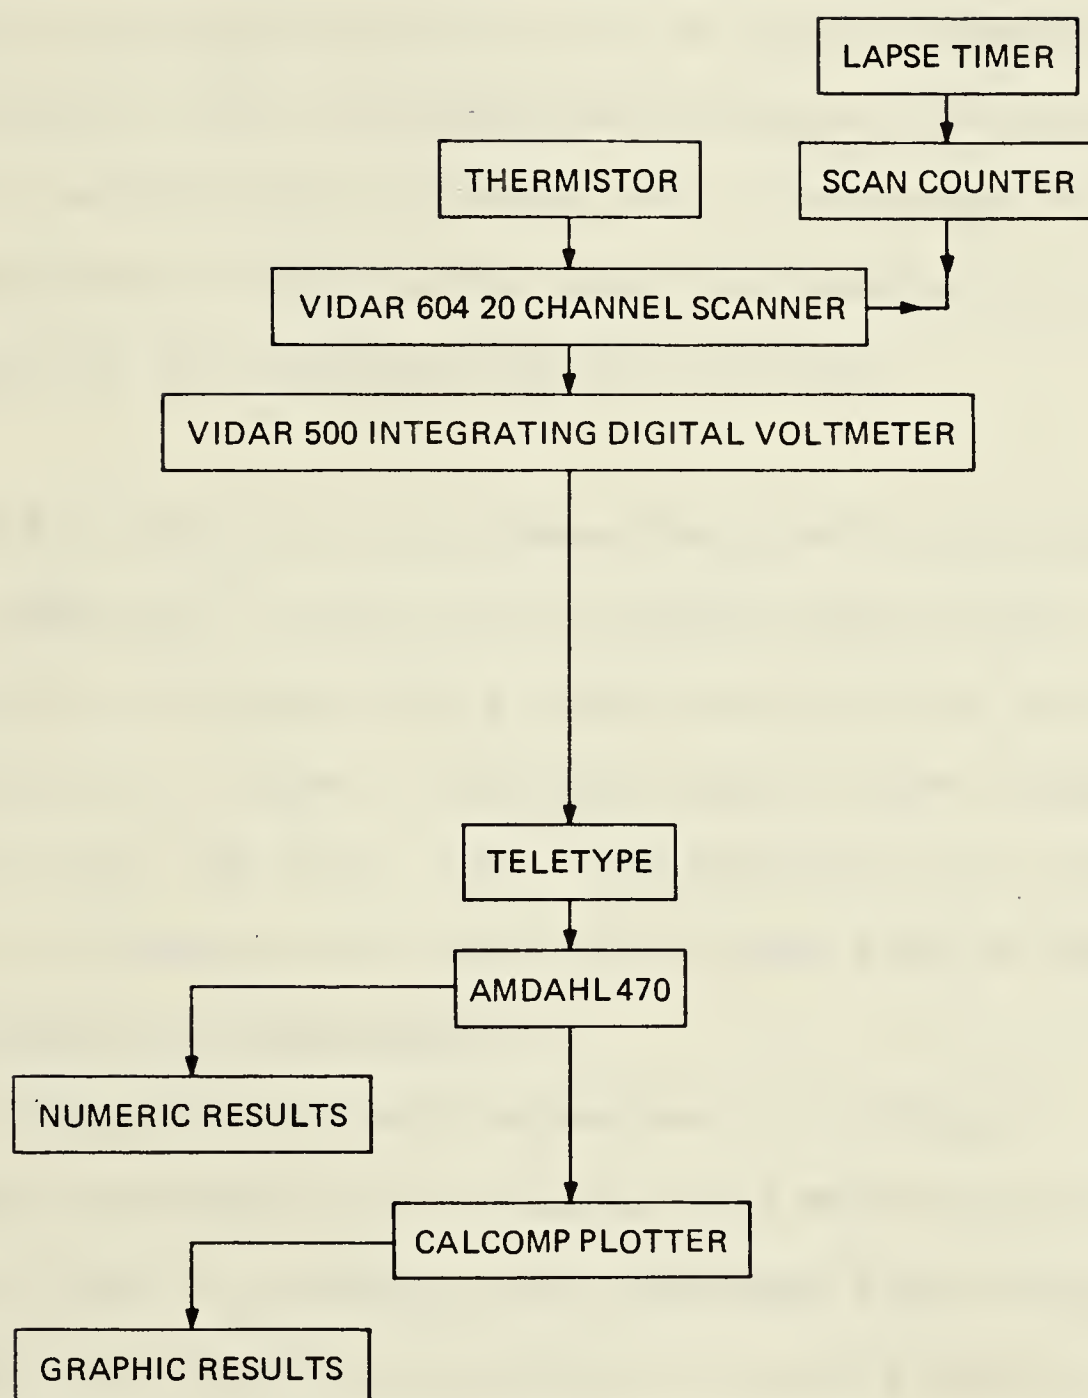 LAPSE TIMER
THERMISTOR
SCAN COUNTER
VIDAR 604 20 CHANNEL SCANNER
VIDAR 500 INTEGRATING DIGITAL VOLTMETER
TELETYPE
AMDAHL 470
NUMERIC RESULTS
CALCOMP PLOTTER
GRAPHIC RESULTS